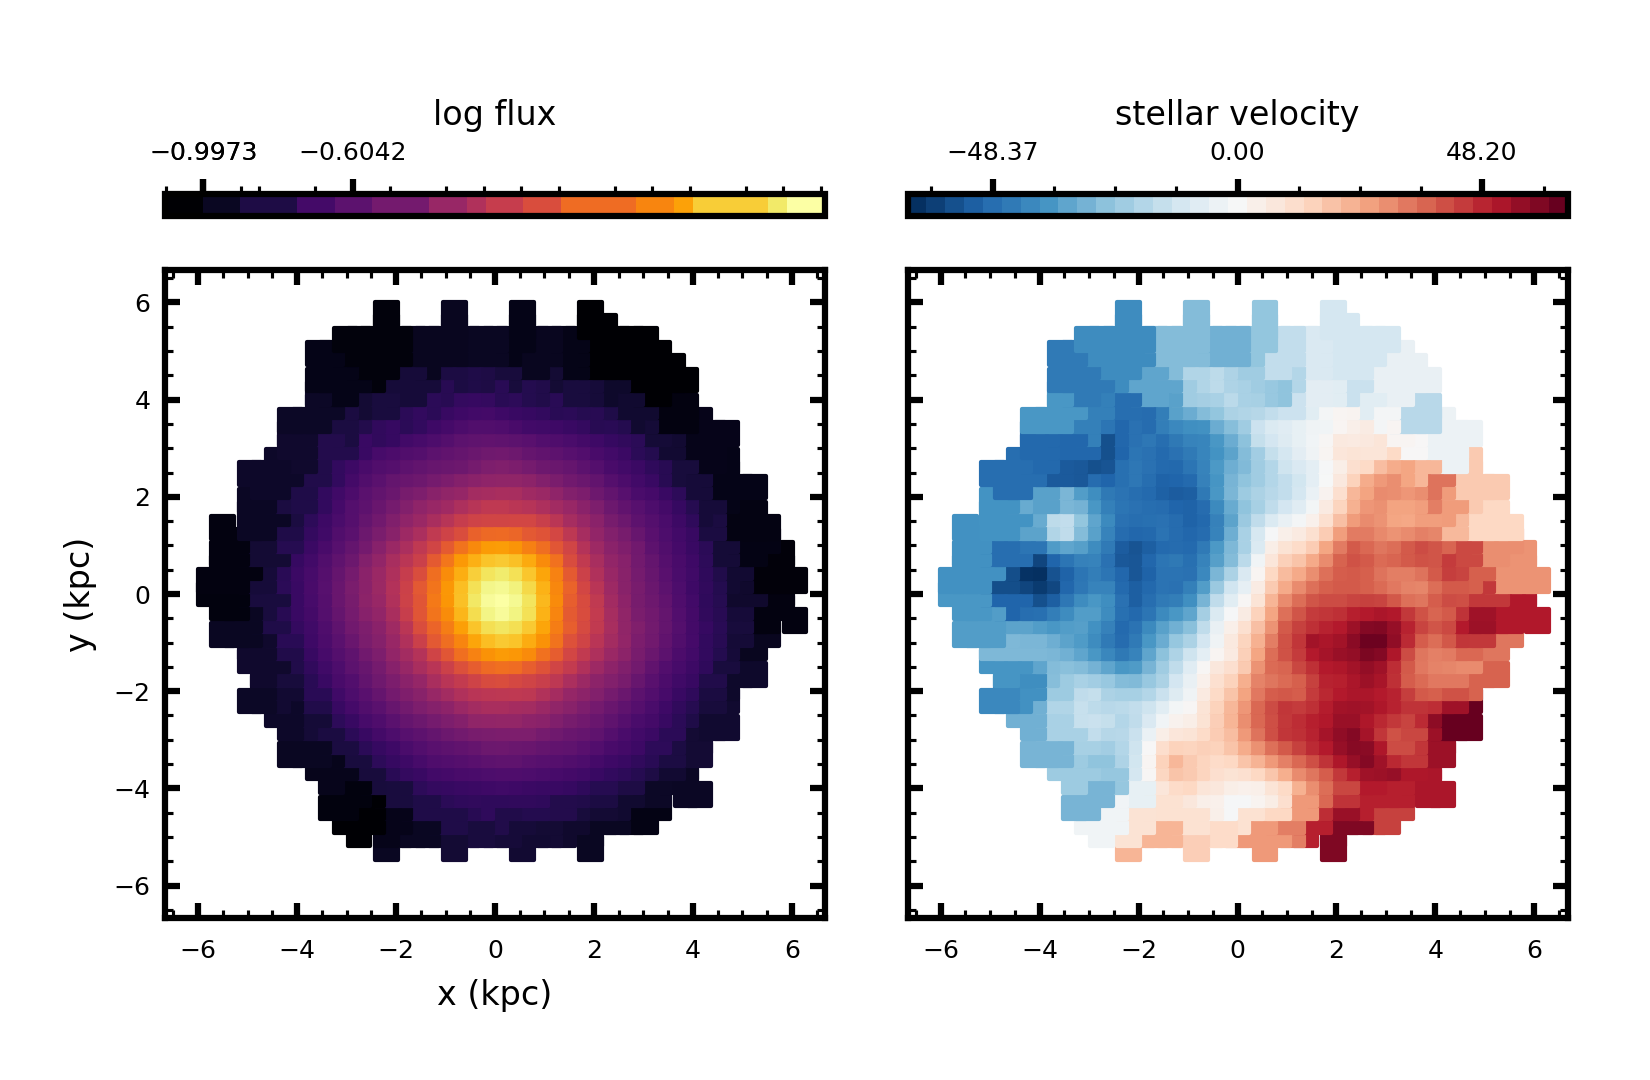 log flux
stellar velocity
−0.9973 −0.6042
−48.37 0.00 48.20
6
4
2
0
−2
−4
−6
y (kpc)
−6 −4 −2 0 2 4 6
−6 −4 −2 0 2 4 6
x (kpc)